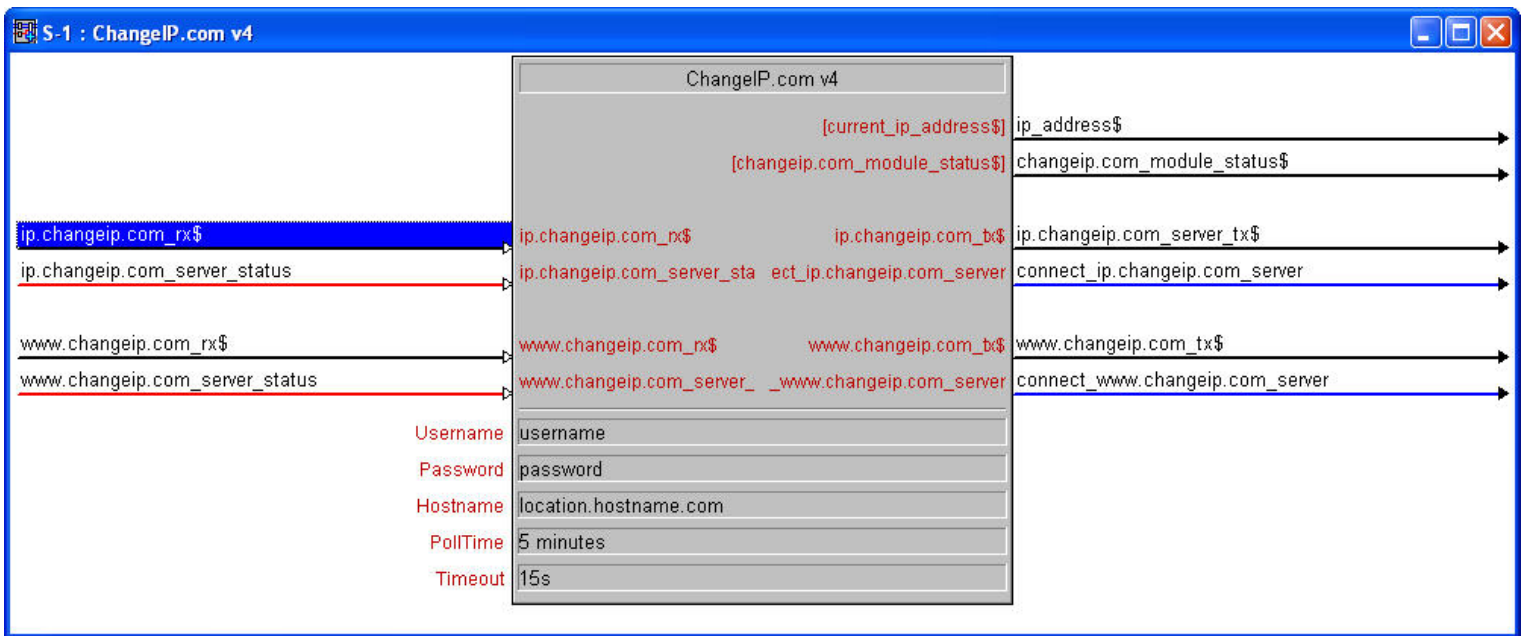 S-1 : ChangeIP.com v4
ChangeIP.com v4
[current_ip_address$] ip_address$
[changeip.com_module_status$] changeip.com_module_status$
ip.changeip.com_rx$ ip.changeip.com_rx$ ip.changeip.com_tx$ ip.changeip.com_server_tx$
ip.changeip.com_server_status ip.changeip.com_server_sta ect_ip.changeip.com_server connect_ip.changeip.com_server
www.changeip.com_rx$ www.changeip.com_rx$ www.changeip.com_tx$ www.changeip.com_tx$
www.changeip.com_server_status www.changeip.com_server_ _www.changeip.com_server connect_www.changeip.com_server
Username username
Password password
Hostname location.hostname.com
PollTime 5 minutes
Timeout 15s